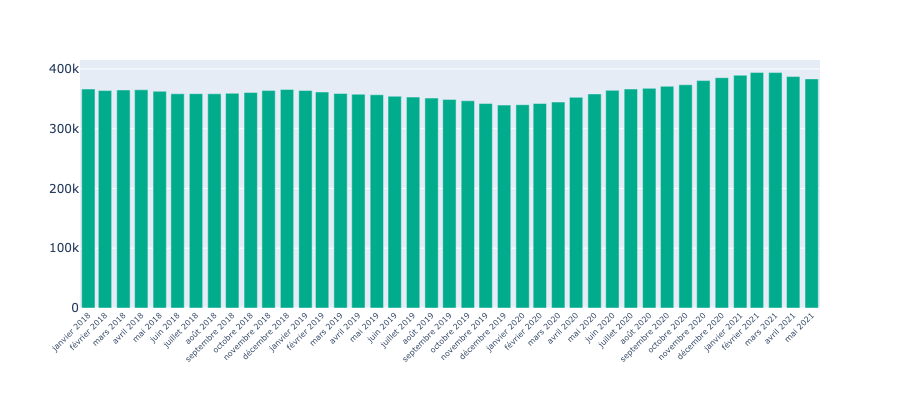 400k
300k
200k
100k
0
janvier 2018
février 2018
mars 2018
avril 2018
mai 2018
juin 2018
juillet 2018
août 2018
septembre 2018
octobre 2018
novembre 2018
décembre 2018
janvier 2019
février 2019
mars 2019
avril 2019
mai 2019
juin 2019
juillet 2019
août 2019
septembre 2019
octobre 2019
novembre 2019
décembre 2019
janvier 2020
février 2020
mars 2020
avril 2020
mai 2020
juin 2020
juillet 2020
août 2020
septembre 2020
octobre 2020
novembre 2020
décembre 2020
janvier 2021
février 2021
mars 2021
avril 2021
mai 2021